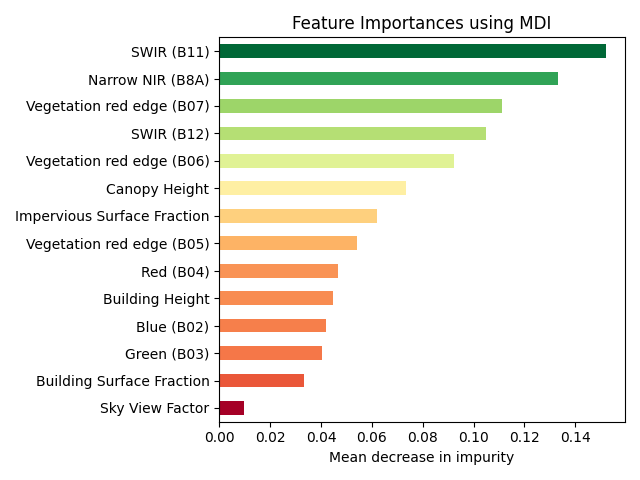 Feature Importances using MDI
SWIR (B11)
Narrow NIR (B8A)
Vegetation red edge (B07)
SWIR (B12)
Vegetation red edge (B06)
Canopy Height
Impervious Surface Fraction
Vegetation red edge (B05)
Red (B04)
Building Height
Blue (B02)
Green (B03)
Building Surface Fraction
Sky View Factor
0.00 0.02 0.04 0.06 0.08 0.10 0.12 0.14
Mean decrease in impurity